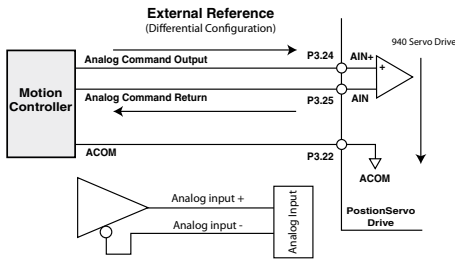 External Reference
(Differential Configuration)
940 Servo Drive
Motion
Controller
Analog Command Output
P3.24
AIN+
+
Analog Command Return
P3.25
AIN
ACOM
P3.22
ACOM
Analog input +
Analog input -
Analog Input
PostionServo
Drive